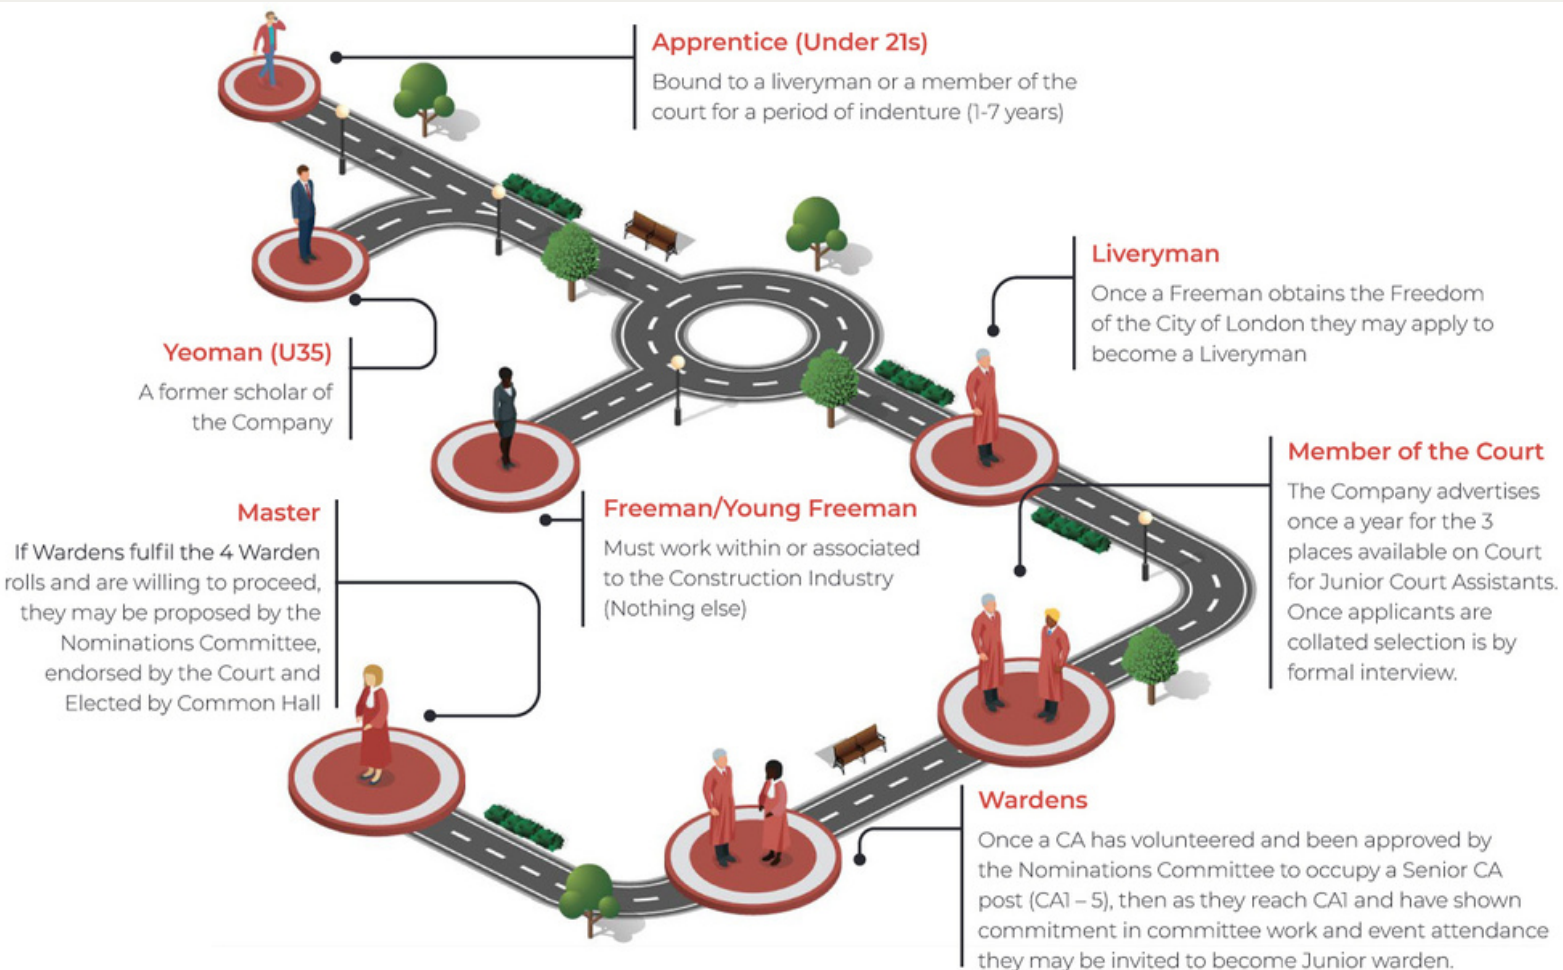 Apprentice (Under 21s)
Bound to a liveryman or a member of the
court for a period of indenture (1-7 years)
Liveryman
Once a Freeman obtains the Freedom
of the City of London they may apply to
become a Liveryman
Yeoman (U35)
A former scholar of
the Company
Member of the Court
The Company advertises
once a year for the 3
places available on Court
for Junior Court Assistants.
Once applicants are
collated selection is by
formal interview.
Freeman/Young Freeman
Must work within or associated
to the Construction Industry
(Nothing else)
Master
If Wardens fulfil the 4 Warden
rolls and are willing to proceed,
they may be proposed by the
Nominations Committee,
endorsed by the Court and
Elected by Common Hall
Wardens
Once a CA has volunteered and been approved by
the Nominations Committee to occupy a Senior CA
post (CA1 – 5), then as they reach CA1 and have shown
commitment in committee work and event attendance
they may be invited to become Junior warden.